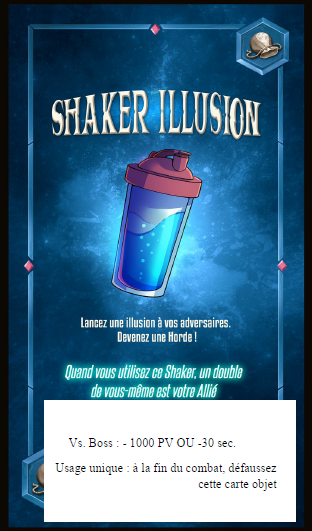 SHAKER ILLUSION
Lancez une illusion à vos adversaires.
Devenez une Horde !
Quand vous utilisez ce Shaker, un double
de vous-même est votre Allié
Vs. Boss : - 1000 PV OU -30 sec.
Usage unique : à la fin du combat, défaussez
cette carte objet